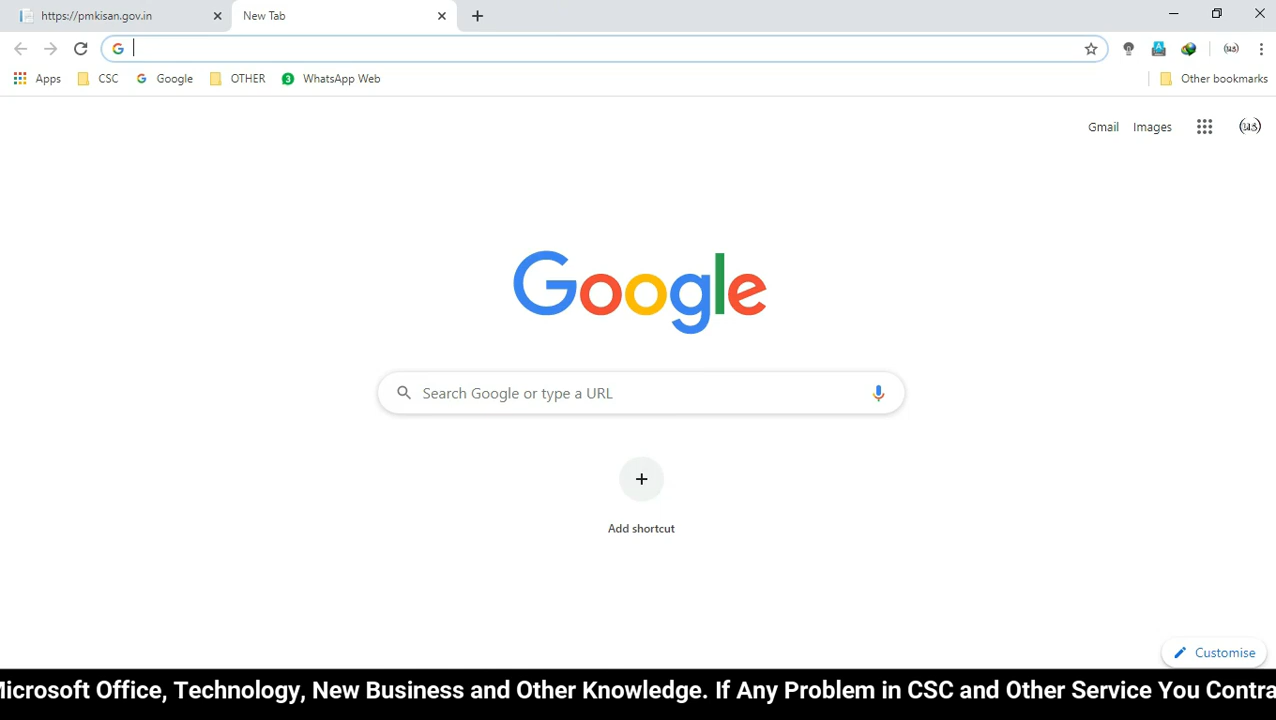 https://pmkisan.gov.in
New Tab
Apps CSC Google OTHER WhatsApp Web Other bookmarks
Gmail Images
Google
Search Google or type a URL
Add shortcut
Customise
Microsoft Office, Technology, New Business and Other Knowledge. If Any Problem in CSC and Other Service You Contra